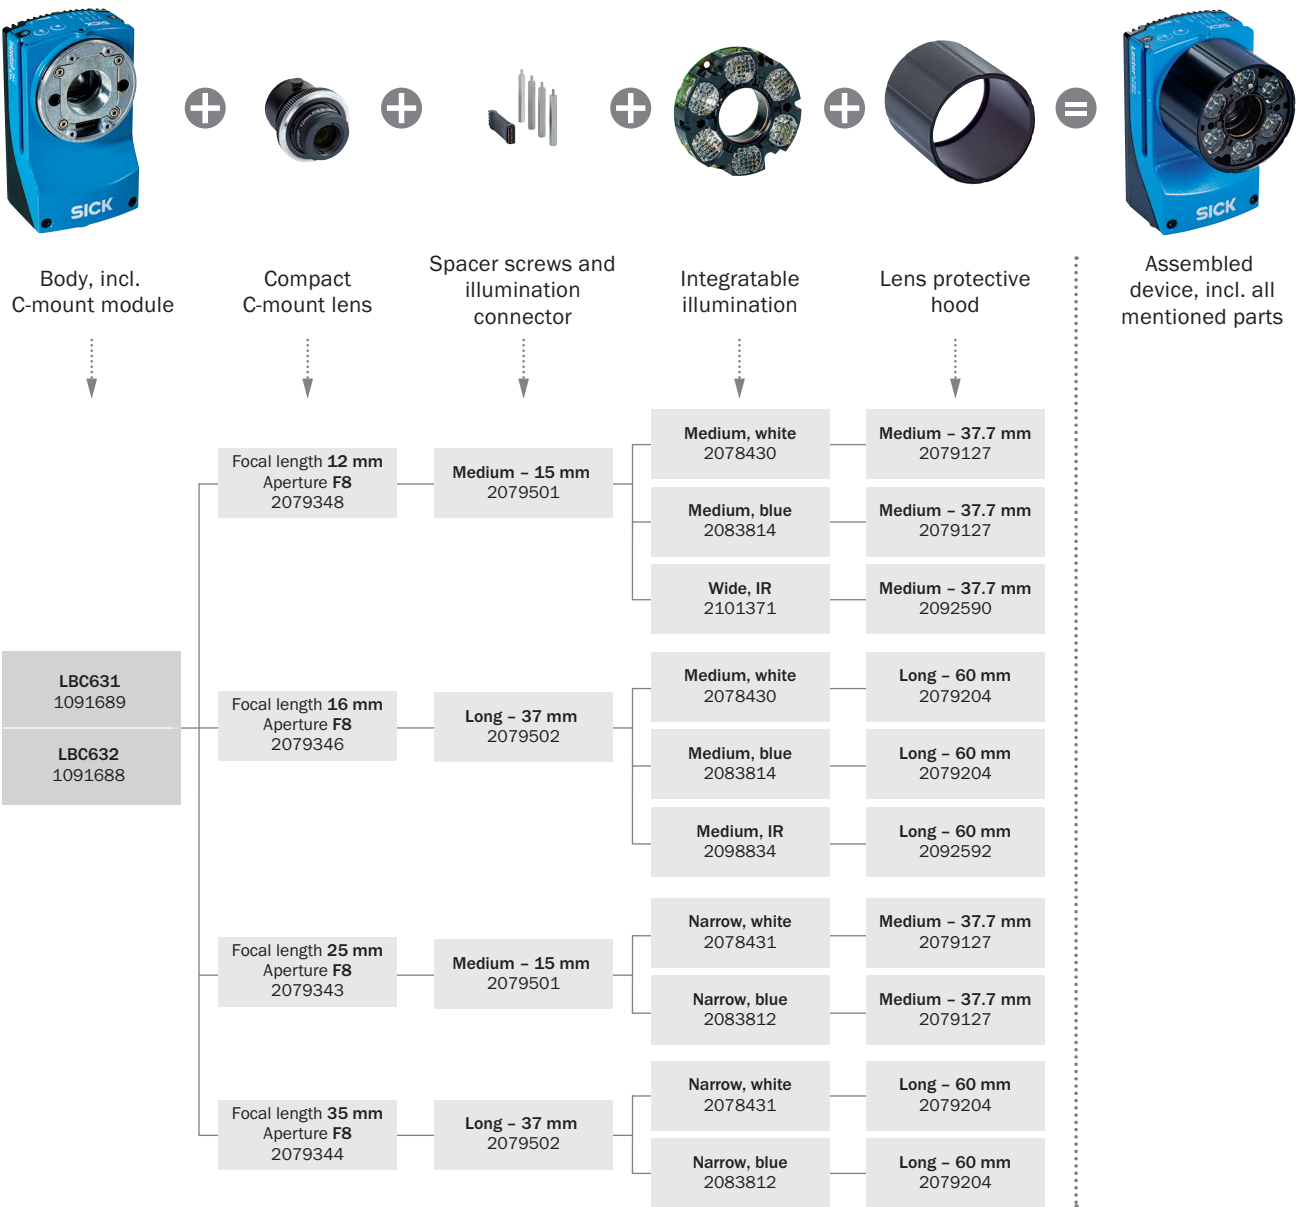 SICK
SICK
SICK
SICK
Body, incl.
C-mount module
Compact
C-mount lens
Spacer screws and
illumination
connector
Integratable
illumination
Lens protective
hood
Assembled
device, incl. all
mentioned parts
LBC631
1091689
LBC632
1091688
Focal length 12 mm
Aperture F8
2079348
Medium – 15 mm
2079501
Medium, white
2078430
Medium – 37.7 mm
2079127
Medium, blue
2083814
Medium – 37.7 mm
2079127
Wide, IR
2101371
Medium – 37.7 mm
2092590
Focal length 16 mm
Aperture F8
2079346
Long – 37 mm
2079502
Medium, white
2078430
Long – 60 mm
2079204
Medium, blue
2083814
Long – 60 mm
2079204
Medium, IR
2098834
Long – 60 mm
2092592
Focal length 25 mm
Aperture F8
2079343
Medium – 15 mm
2079501
Narrow, white
2078431
Medium – 37.7 mm
2079127
Narrow, blue
2083812
Medium – 37.7 mm
2079127
Focal length 35 mm
Aperture F8
2079344
Long – 37 mm
2079502
Narrow, white
2078431
Long – 60 mm
2079204
Narrow, blue
2083812
Long – 60 mm
2079204